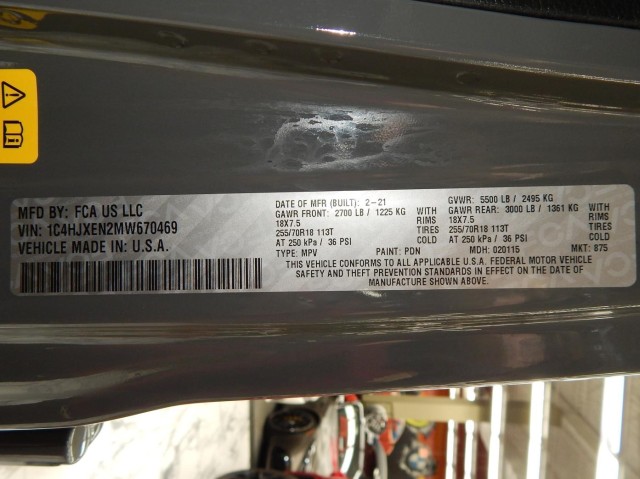 MFD BY: FCA US LLC
VIN: 1C4HJXEN2MW670469
VEHICLE MADE IN U.S.A.
DATE OF MFR (BUILT): 2-21 GVWR: 5500 LB / 2495 KG
GAWR FRONT: 2700 LB / 1225 KG WITH GAWR REAR: 3000 LB / 1361 KG WITH
18X7.5 RIMS 18X7.5 RIMS
255/70R18 113T TIRES 255/70R18 113T TIRES
AT 250 kPa / 36 PSI COLD AT 250 kPa / 36 PSI COLD
TYPE: MPV PAINT: PDN MDH: 020115 MKT: 875
THIS VEHICLE CONFORMS TO ALL APPLICABLE U.S.A. FEDERAL MOTOR VEHICLE
SAFETY AND THEFT PREVENTION STANDARDS IN EFFECT ON THE DATE OF
MANUFACTURE SHOWN ABOVE.